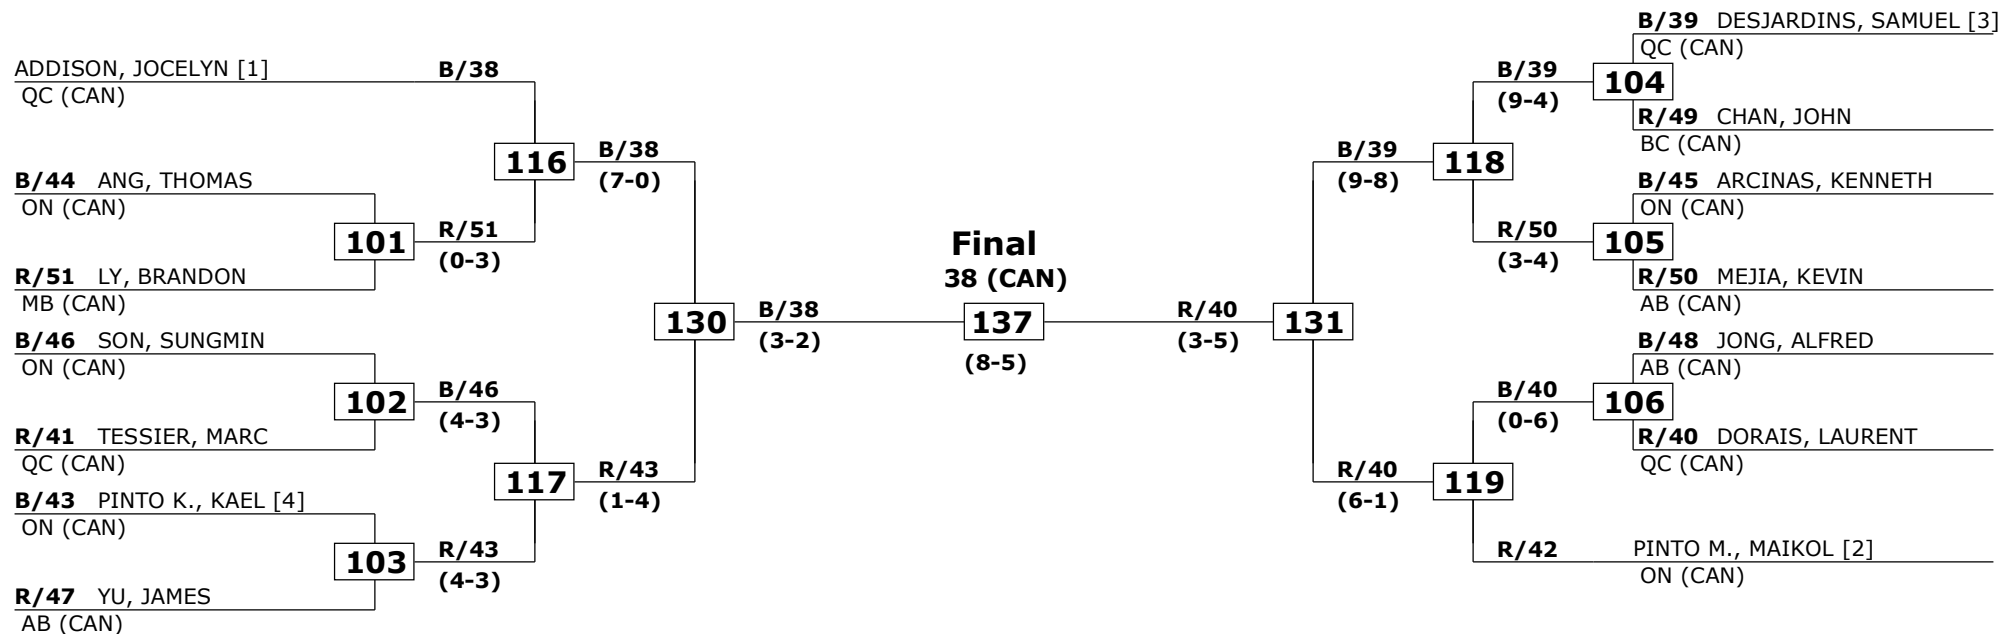 ADDISON, JOCELYN [1] B/38
QC (CAN)
116 B/38
(7-0)
B/44 ANG, THOMAS
ON (CAN)
101 R/51
(0-3)
R/51 LY, BRANDON
MB (CAN)
B/46 SON, SUNGMIN
ON (CAN)
102 B/46
(4-3)
R/41 TESSIER, MARC
QC (CAN)
117 R/43
(1-4)
B/43 PINTO K., KAEL [4]
ON (CAN)
103 R/43
(4-3)
R/47 YU, JAMES
AB (CAN)
130 B/38
(3-2)
Final
38 (CAN)
137
(8-5)
R/40 131
(3-5)
B/39 DESJARDINS, SAMUEL [3]
QC (CAN)
B/39 104
(9-4)
R/49 CHAN, JOHN
BC (CAN)
B/39 118
(9-8)
B/45 ARCINAS, KENNETH
ON (CAN)
R/50 105
(3-4)
R/50 MEJIA, KEVIN
AB (CAN)
B/48 JONG, ALFRED
AB (CAN)
B/40 106
(0-6)
R/40 DORAIS, LAURENT
QC (CAN)
R/40 119
(6-1)
R/42 PINTO M., MAIKOL [2]
ON (CAN)